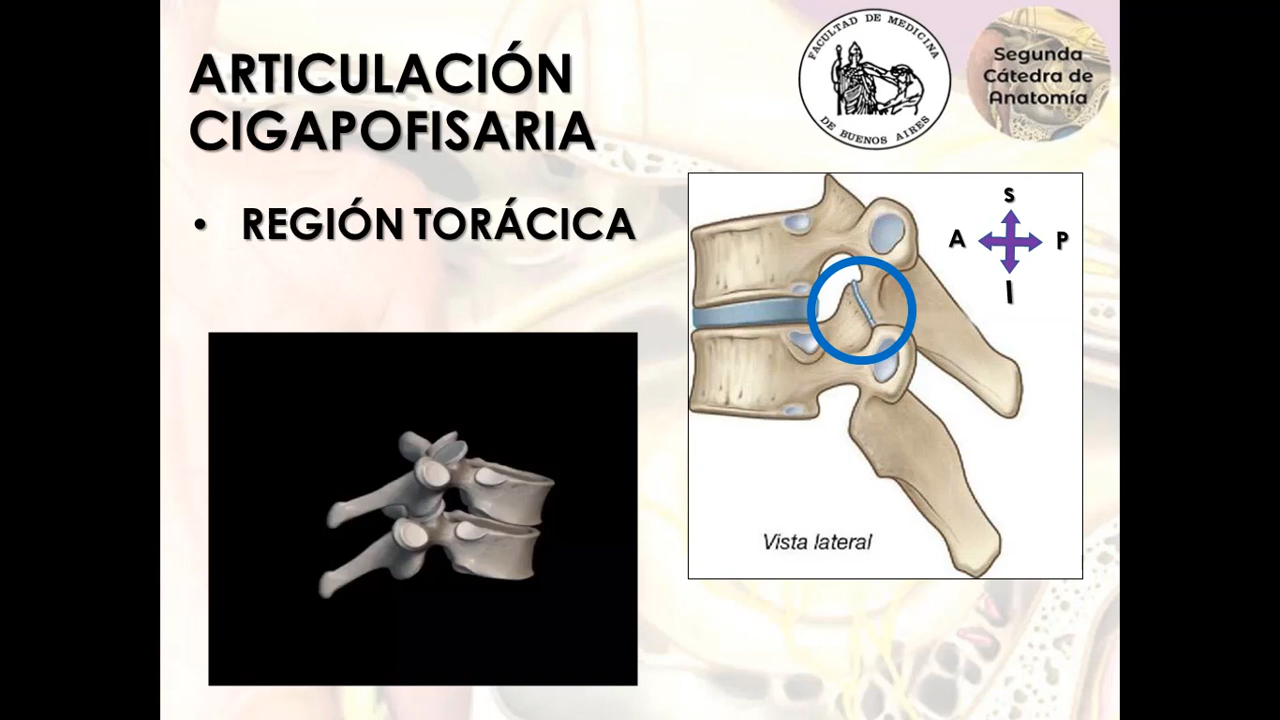 ARTICULACIÓN
CIGAPOFISARIA
• REGIÓN TORÁCICA
FACULTAD DE MEDICINA
DE BUENOS AIRES
Segunda
Cátedra de
Anatomía
S
A P
I
Vista lateral